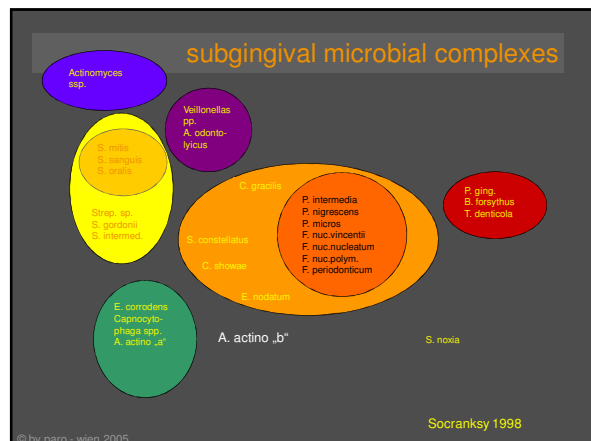 subgingival microbial complexes
Actinomyces
ssp.
Veillonellas
pp.
A. odonto-
lyicus
S. mitis
S. sanguis
S. oralis
Strep. sp.
S. gordonii
S. intermed.
C. gracilis
S. constellatus
C. showae
E. nodatum
P. intermedia
P. nigrescens
P. micros
F. nuc.vincentii
F. nuc.nucleatum
F. nuc.polym.
F. periodonticum
P. ging.
B. forsythus
T. denticola
E. corrodens
Capnocyto-
phaga spp.
A. actino „a“
A. actino „b“
S. noxia
Socranksy 1998
© by paro - wien 2005